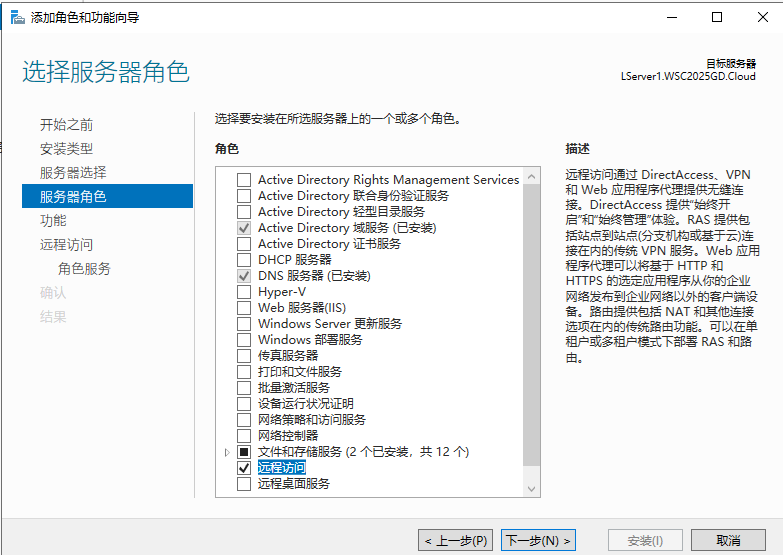 添加角色和功能向导
选择服务器角色
目标服务器
LServer1.WSC2025GD.Cloud
开始之前
安装类型
服务器选择
服务器角色
功能
远程访问
角色服务
确认
结果
选择要安装在所选服务器上的一个或多个角色。
角色
Active Directory Rights Management Services
Active Directory 联合身份验证服务
Active Directory 轻型目录服务
Active Directory 域服务 (已安装)
Active Directory 证书服务
DHCP 服务器
DNS 服务器 (已安装)
Hyper-V
Web 服务器(IIS)
Windows Server 更新服务
Windows 部署服务
传真服务器
打印和文件服务
批量激活服务
设备运行状况证明
网络策略和访问服务
网络控制器
文件和存储服务 (2 个已安装，共 12 个)
远程访问
远程桌面服务
描述
远程访问通过 DirectAccess、VPN
和 Web 应用程序代理提供无缝连
接。DirectAccess 提供“始终开
启”和“始终管理”体验。RAS 提供包
括站点到站点(分支机构或基于云)连
接在内的传统 VPN 服务。Web 应用
程序代理可以将基于 HTTP 和
HTTPS 的选定应用程序从你的企业
网络发布到企业网络以外的客户端设
备。路由提供包括 NAT 和其他连接
选项在内的传统路由功能。可以在单
租户或多租户模式下部署 RAS 和路
由。
< 上一步(P)
下一步(N) >
安装(I)
取消